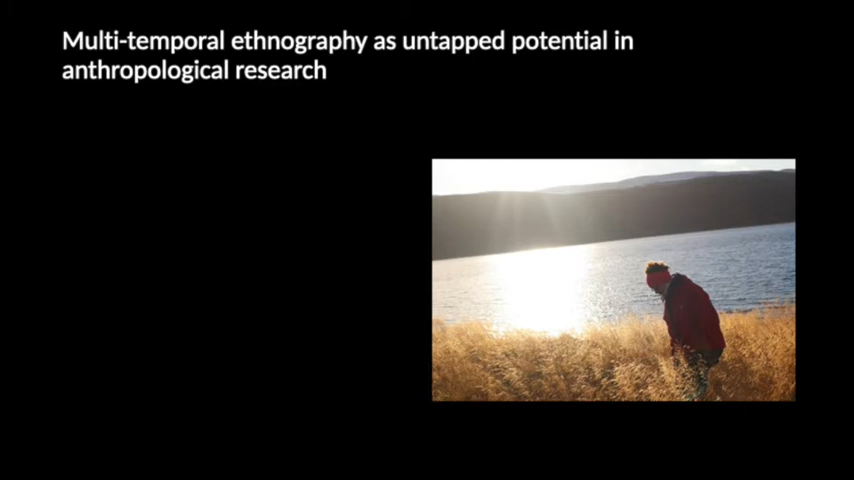 Multi-temporal ethnography as untapped potential in
anthropological research